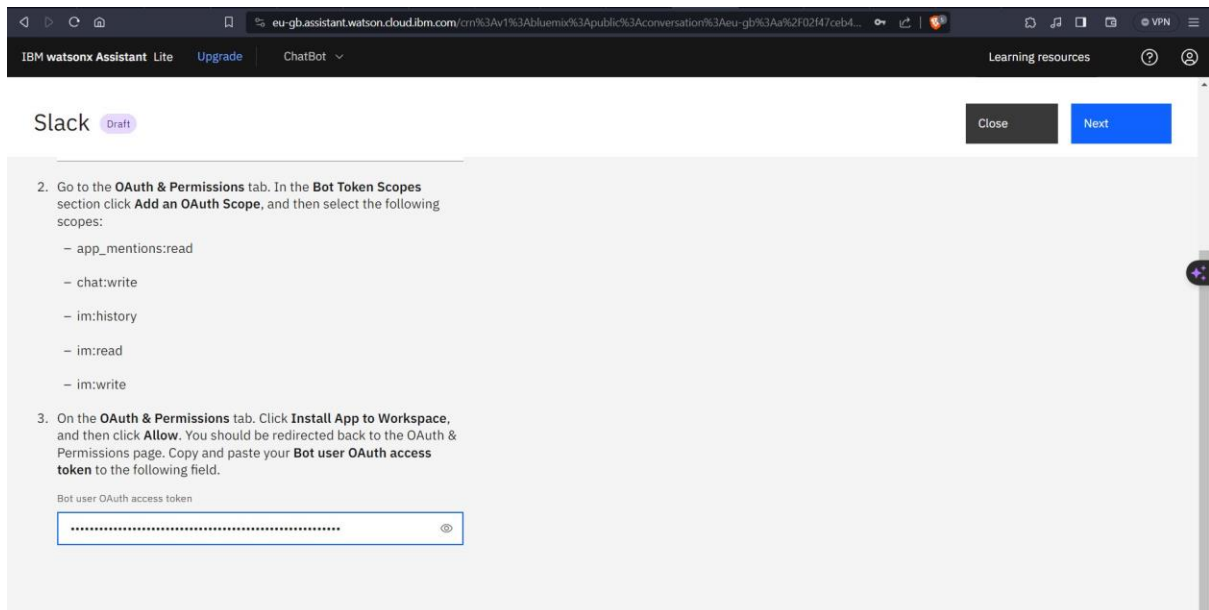 eu-gb.assistant.watson.cloud.ibm.com/crn%3Av1%3Abluemix%3Apublic%3Aconversation%3Aeu-gb%3Aa%2F02f47ceb4... VPN
IBM watsonx Assistant Lite Upgrade ChatBot Learning resources
Slack Draft Close Next
2. Go to the OAuth & Permissions tab. In the Bot Token Scopes
section click Add an OAuth Scope, and then select the following
scopes:
– app_mentions:read
– chat:write
– im:history
– im:read
– im:write
3. On the OAuth & Permissions tab. Click Install App to Workspace,
and then click Allow. You should be redirected back to the OAuth &
Permissions page. Copy and paste your Bot user OAuth access
token to the following field.
Bot user OAuth access token